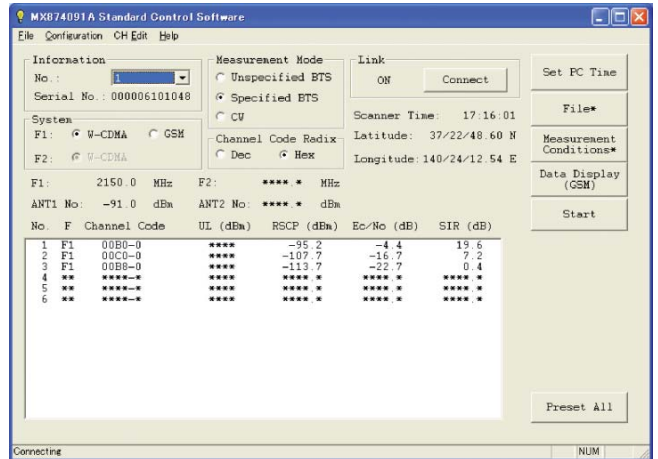 MX874091A Standard Control Software
File Configuration CH Edit Help
Information
No.: 1
Serial No.: 000006101048
System
F1: W-CDMA GSM
F2: W-CDMA
Measurement Mode
Unspecified BTS
Specified BTS
CW
Channel Code Radix
Dec Hex
Link
ON Connect
Scanner Time: 17:16:01
Latitude: 37/22/48.60 N
Longitude: 140/24/12.54 E
Set PC Time
File*
Measurement
Conditions*
Data Display
(GSM)
Start
F1: 2150.0 MHz F2: ****.* MHz
ANT1 No: -91.0 dBm ANT2 No: ****.* dBm
No. F Channel Code UL (dBm) RSCP (dBm) Ec/No (dB) SIR (dB)
1 F1 00B0-0 **** -95.2 -4.4 19.6
2 F1 00C0-0 **** -107.7 -16.7 7.2
3 F1 00B8-0 **** -113.7 -22.7 0.4
4 ** ****-* **** ****.* ****.* ****.*
5 ** ****-* **** ****.* ****.* ****.*
6 ** ****-* **** ****.* ****.* ****.*
Preset All
Connecting NUM